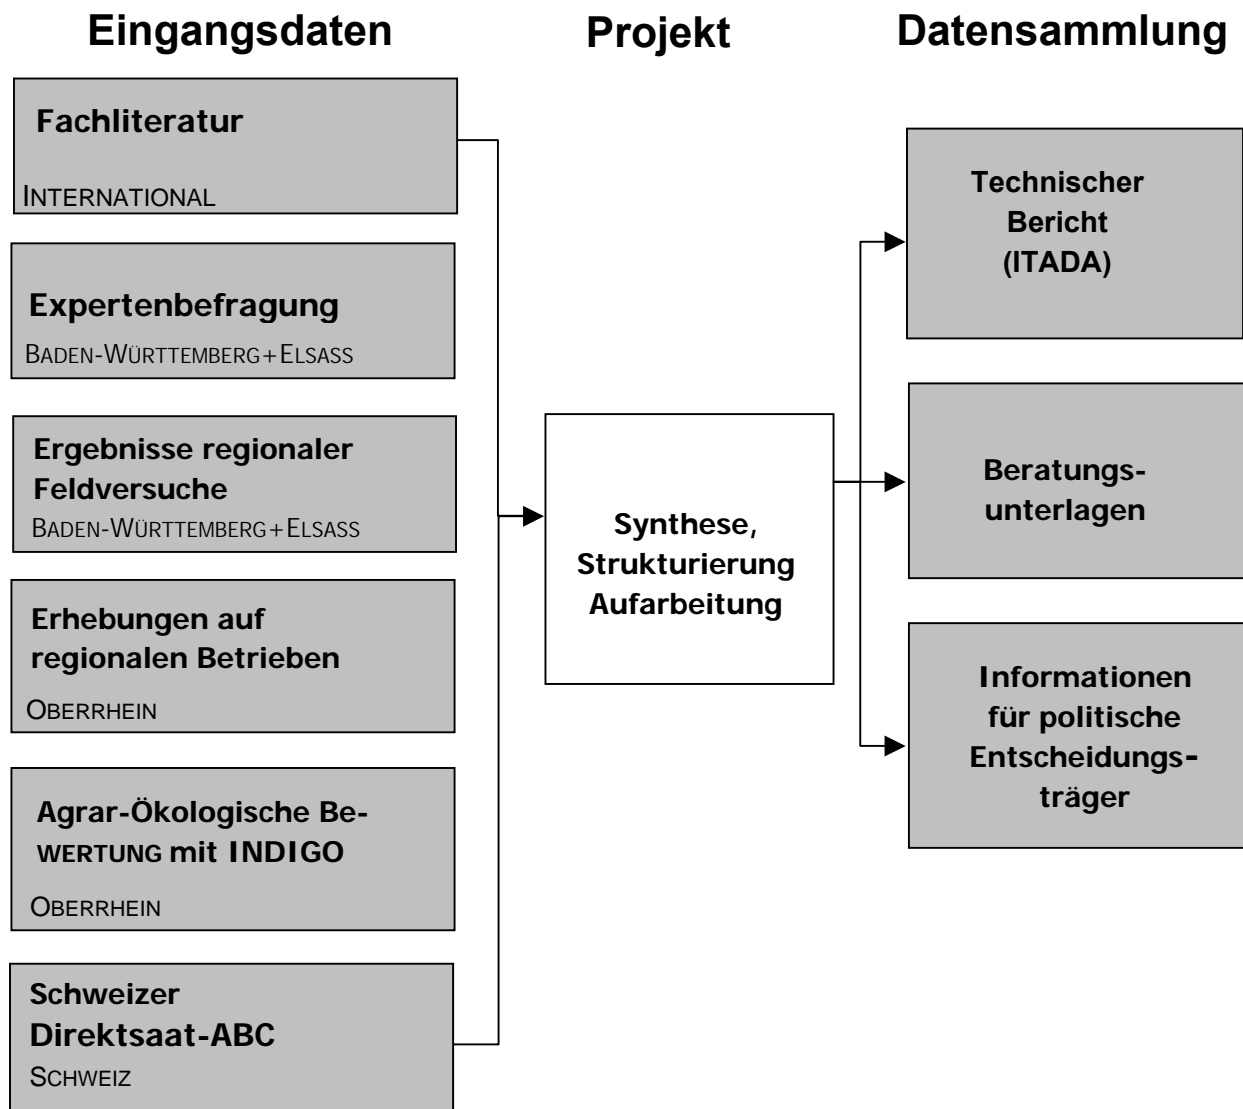 Eingangsdaten
Projekt
Datensammlung
Fachliteratur
INTERNATIONAL
Expertenbefragung
BADEN-WÜRTTEMBERG+ELSASS
Ergebnisse regionaler
Feldversuche
BADEN-WÜRTTEMBERG+ELSASS
Erhebungen auf
regionalen Betrieben
OBERRHEIN
Agrar-Ökologische Be-
WERTUNG mit INDIGO
OBERRHEIN
Schweizer
Direktsaat-ABC
SCHWEIZ
Synthese,
Strukturierung
Aufarbeitung
Technischer
Bericht
(ITADA)
Beratungs-
unterlagen
Informationen
für politische
Entscheidungs-
träger